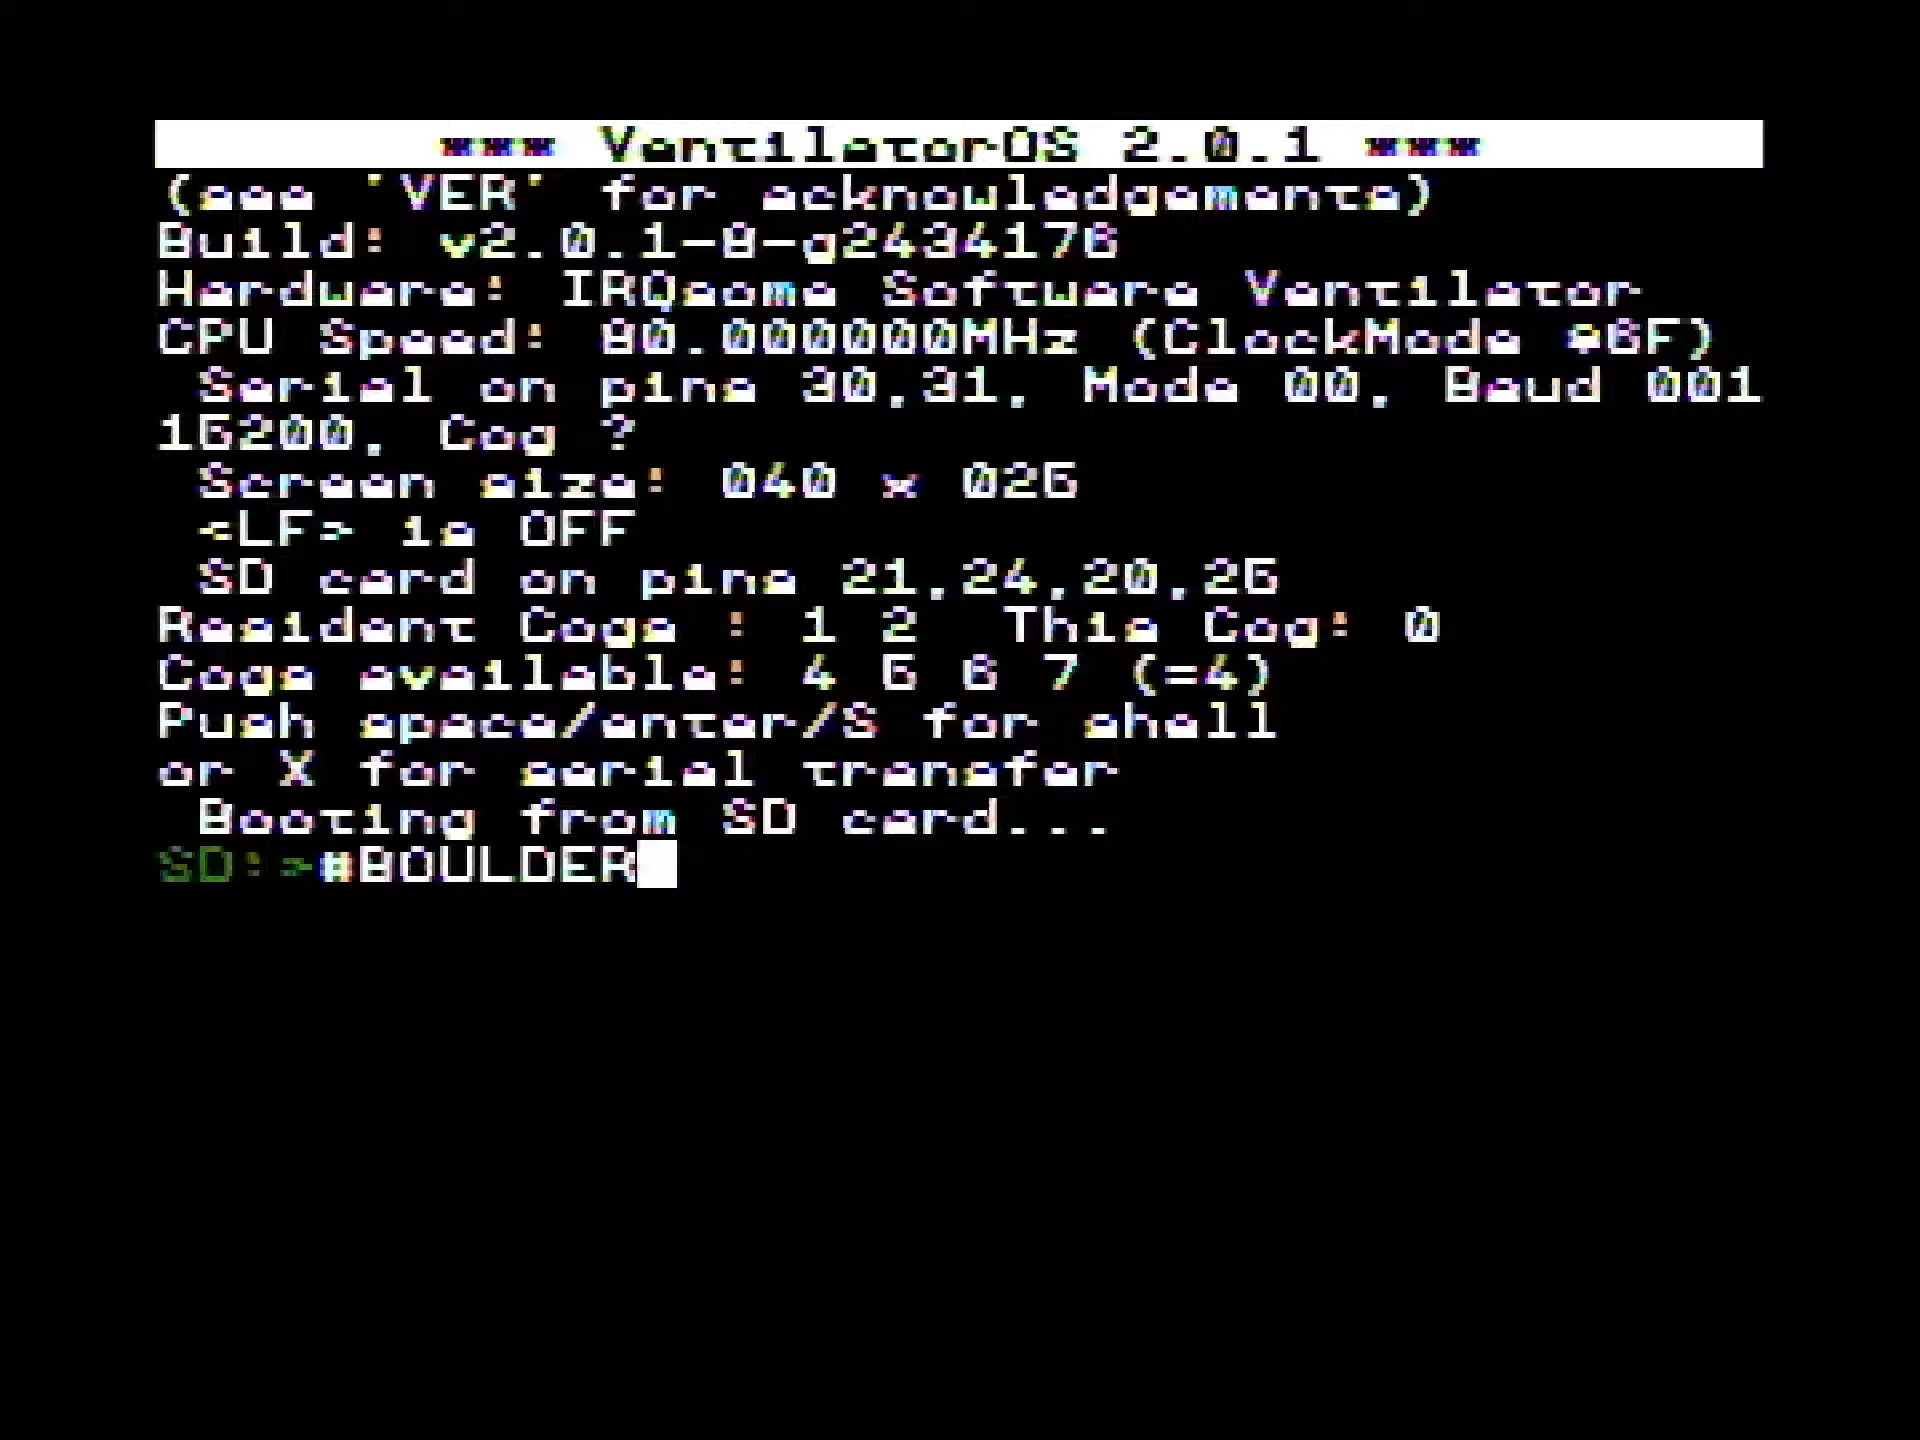 *** VentilatorOS 2.0.1 ***
(see 'VER' for acknowledgements)
Build: v2.0.1-8-g2434176
Hardware: IRQsome Software Ventilator
CPU Speed: 80.000000MHz (ClockMode $6F)
Serial on pins 30,31, Mode 00, Baud 001
15200, Cog ?
Screen size: 040 x 025
<LF> is OFF
SD card on pins 21,24,20,25
Resident Cogs : 1 2  This Cog: 0
Cogs available: 4 5 6 7 (=4)
Push space/enter/S for shell
or X for serial transfer
Booting from SD card...
SD:>#BOULDER